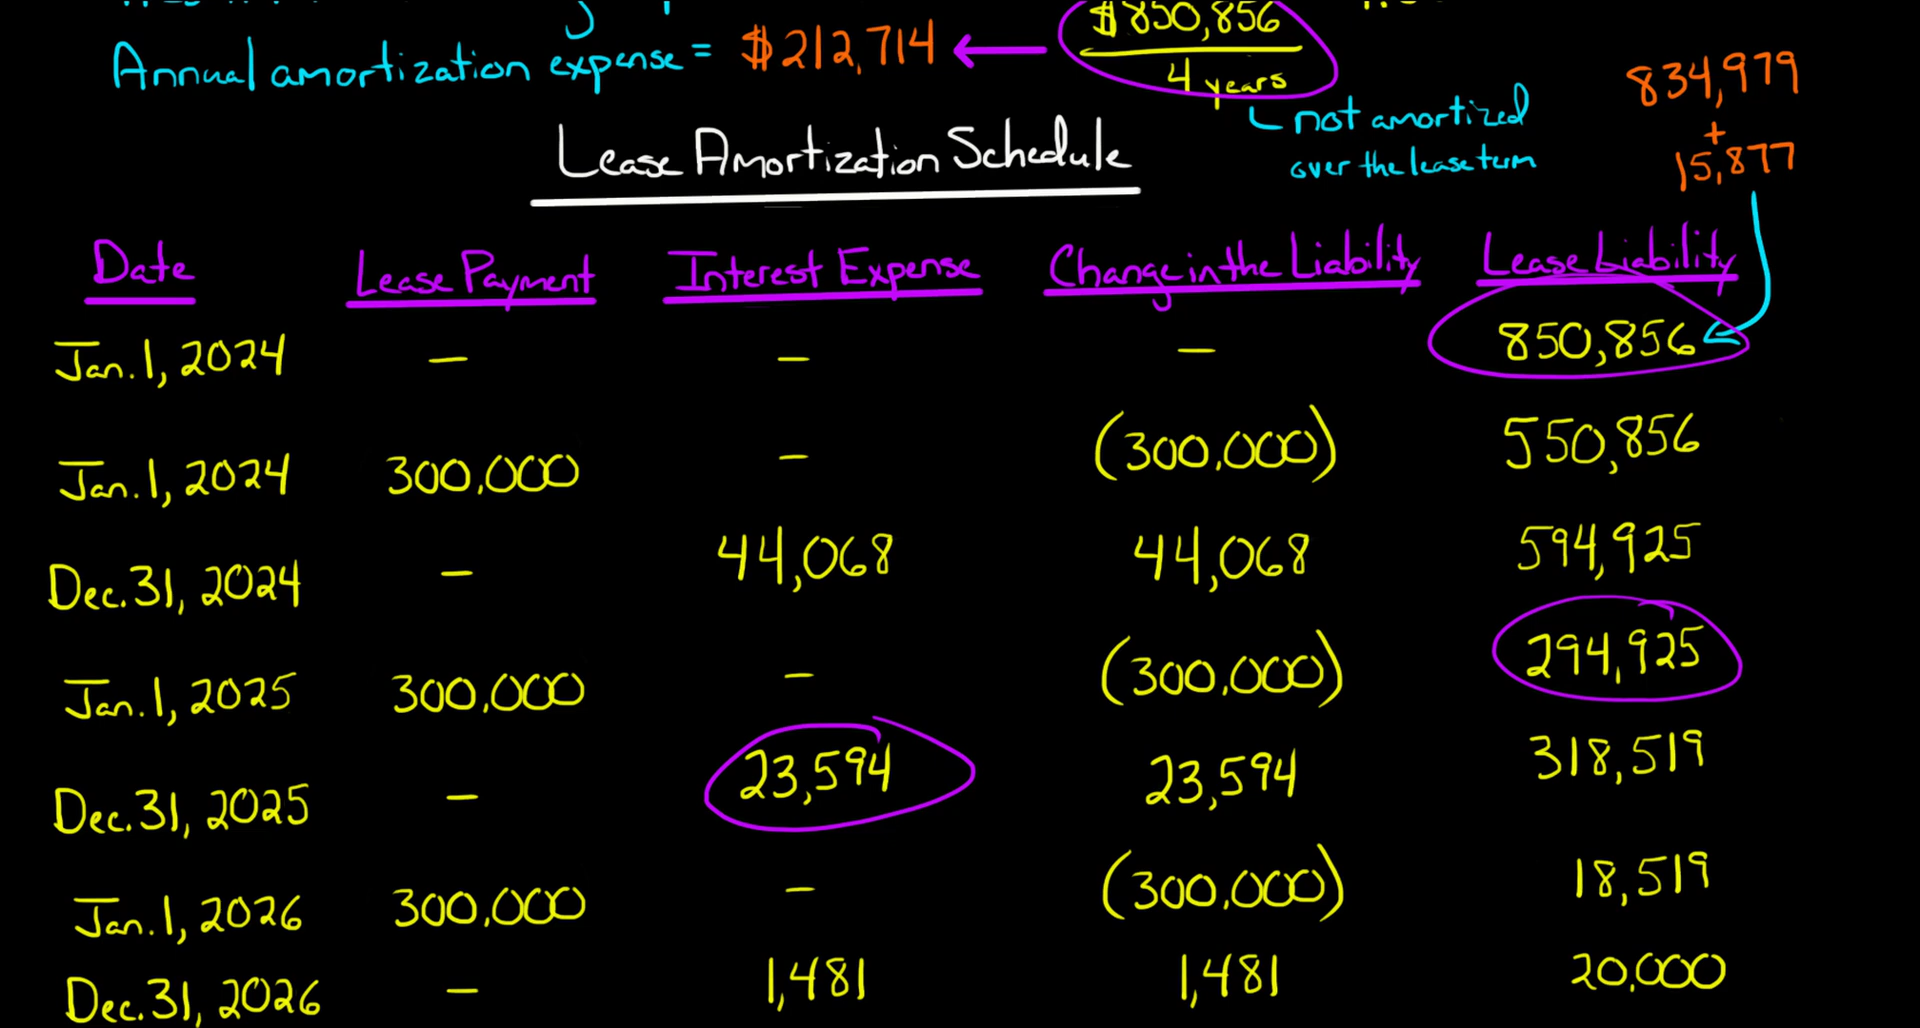 $850,856
Annual amortization expense = $212,714
4 years
not amortized
over the lease term
834,979
+
15,877
Lease Amortization Schedule
Date Lease Payment Interest Expense Change in the Liability Lease Liability
Jan. 1, 2024 – – – 850,856
Jan. 1, 2024 300,000 – (300,000) 550,856
Dec. 31, 2024 – 44,068 44,068 594,925
Jan. 1, 2025 300,000 – (300,000) 294,925
Dec. 31, 2025 – 23,594 23,594 318,519
Jan. 1, 2026 300,000 – (300,000) 18,519
Dec. 31, 2026 – 1,481 1,481 20,000